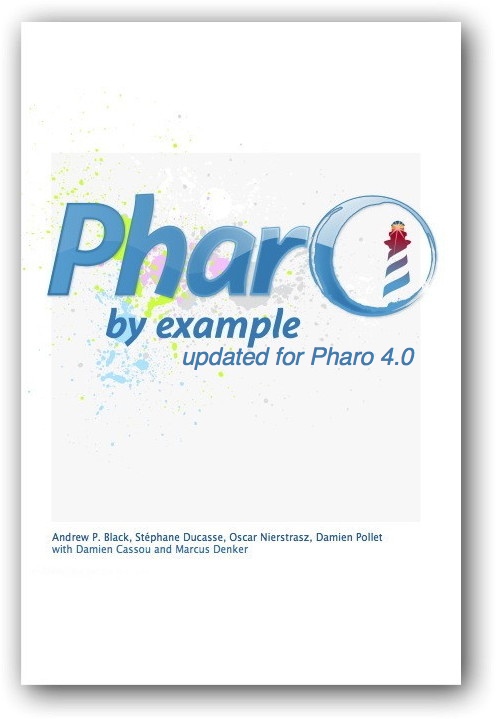 Pharo
by example
updated for Pharo 4.0
Andrew P. Black, Stéphane Ducasse, Oscar Nierstrasz, Damien Pollet
with Damien Cassou and Marcus Denker